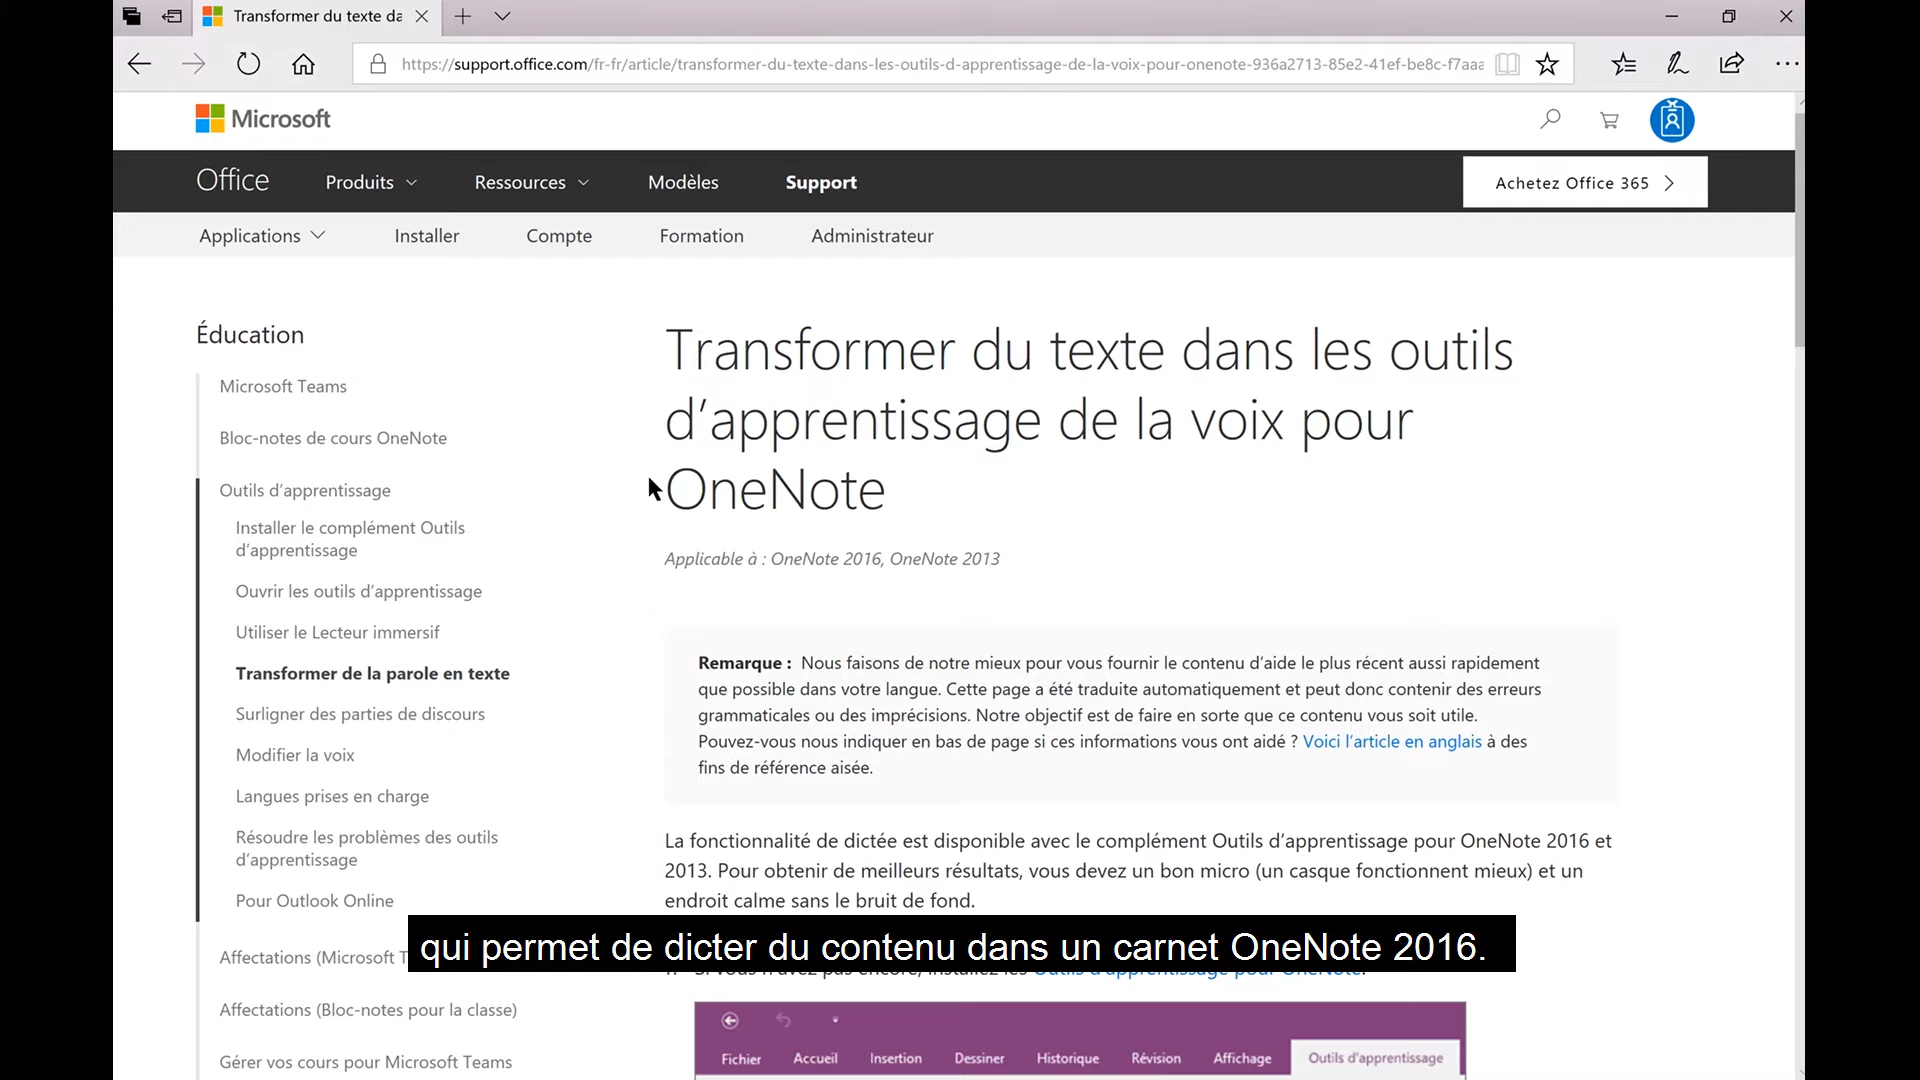 Transformer du texte da
https://support.office.com/fr-fr/article/transformer-du-texte-dans-les-outils-d-apprentissage-de-la-voix-pour-onenote-936a2713-85e2-41ef-be8c-f7aaa
Microsoft
Office
Produits
Ressources
Modèles
Support
Achetez Office 365
Applications
Installer
Compte
Formation
Administrateur
Éducation
Microsoft Teams
Bloc-notes de cours OneNote
Outils d’apprentissage
Installer le complément Outils
d’apprentissage
Ouvrir les outils d’apprentissage
Utiliser le Lecteur immersif
Transformer de la parole en texte
Surligner des parties de discours
Modifier la voix
Langues prises en charge
Résoudre les problèmes des outils
d’apprentissage
Pour Outlook Online
Affectations (Microsoft T
Affectations (Bloc-notes pour la classe)
Gérer vos cours pour Microsoft Teams
Transformer du texte dans les outils
d’apprentissage de la voix pour
OneNote
Applicable à : OneNote 2016, OneNote 2013
Remarque : Nous faisons de notre mieux pour vous fournir le contenu d’aide le plus récent aussi rapidement
que possible dans votre langue. Cette page a été traduite automatiquement et peut donc contenir des erreurs
grammaticales ou des imprécisions. Notre objectif est de faire en sorte que ce contenu vous soit utile.
Pouvez-vous nous indiquer en bas de page si ces informations vous ont aidé ? Voici l’article en anglais à des
fins de référence aisée.
La fonctionnalité de dictée est disponible avec le complément Outils d’apprentissage pour OneNote 2016 et
2013. Pour obtenir de meilleurs résultats, vous devez un bon micro (un casque fonctionnent mieux) et un
endroit calme sans le bruit de fond.
qui permet de dicter du contenu dans un carnet OneNote 2016.
Fichier
Accueil
Insertion
Dessiner
Historique
Révision
Affichage
Outils d’apprentissage